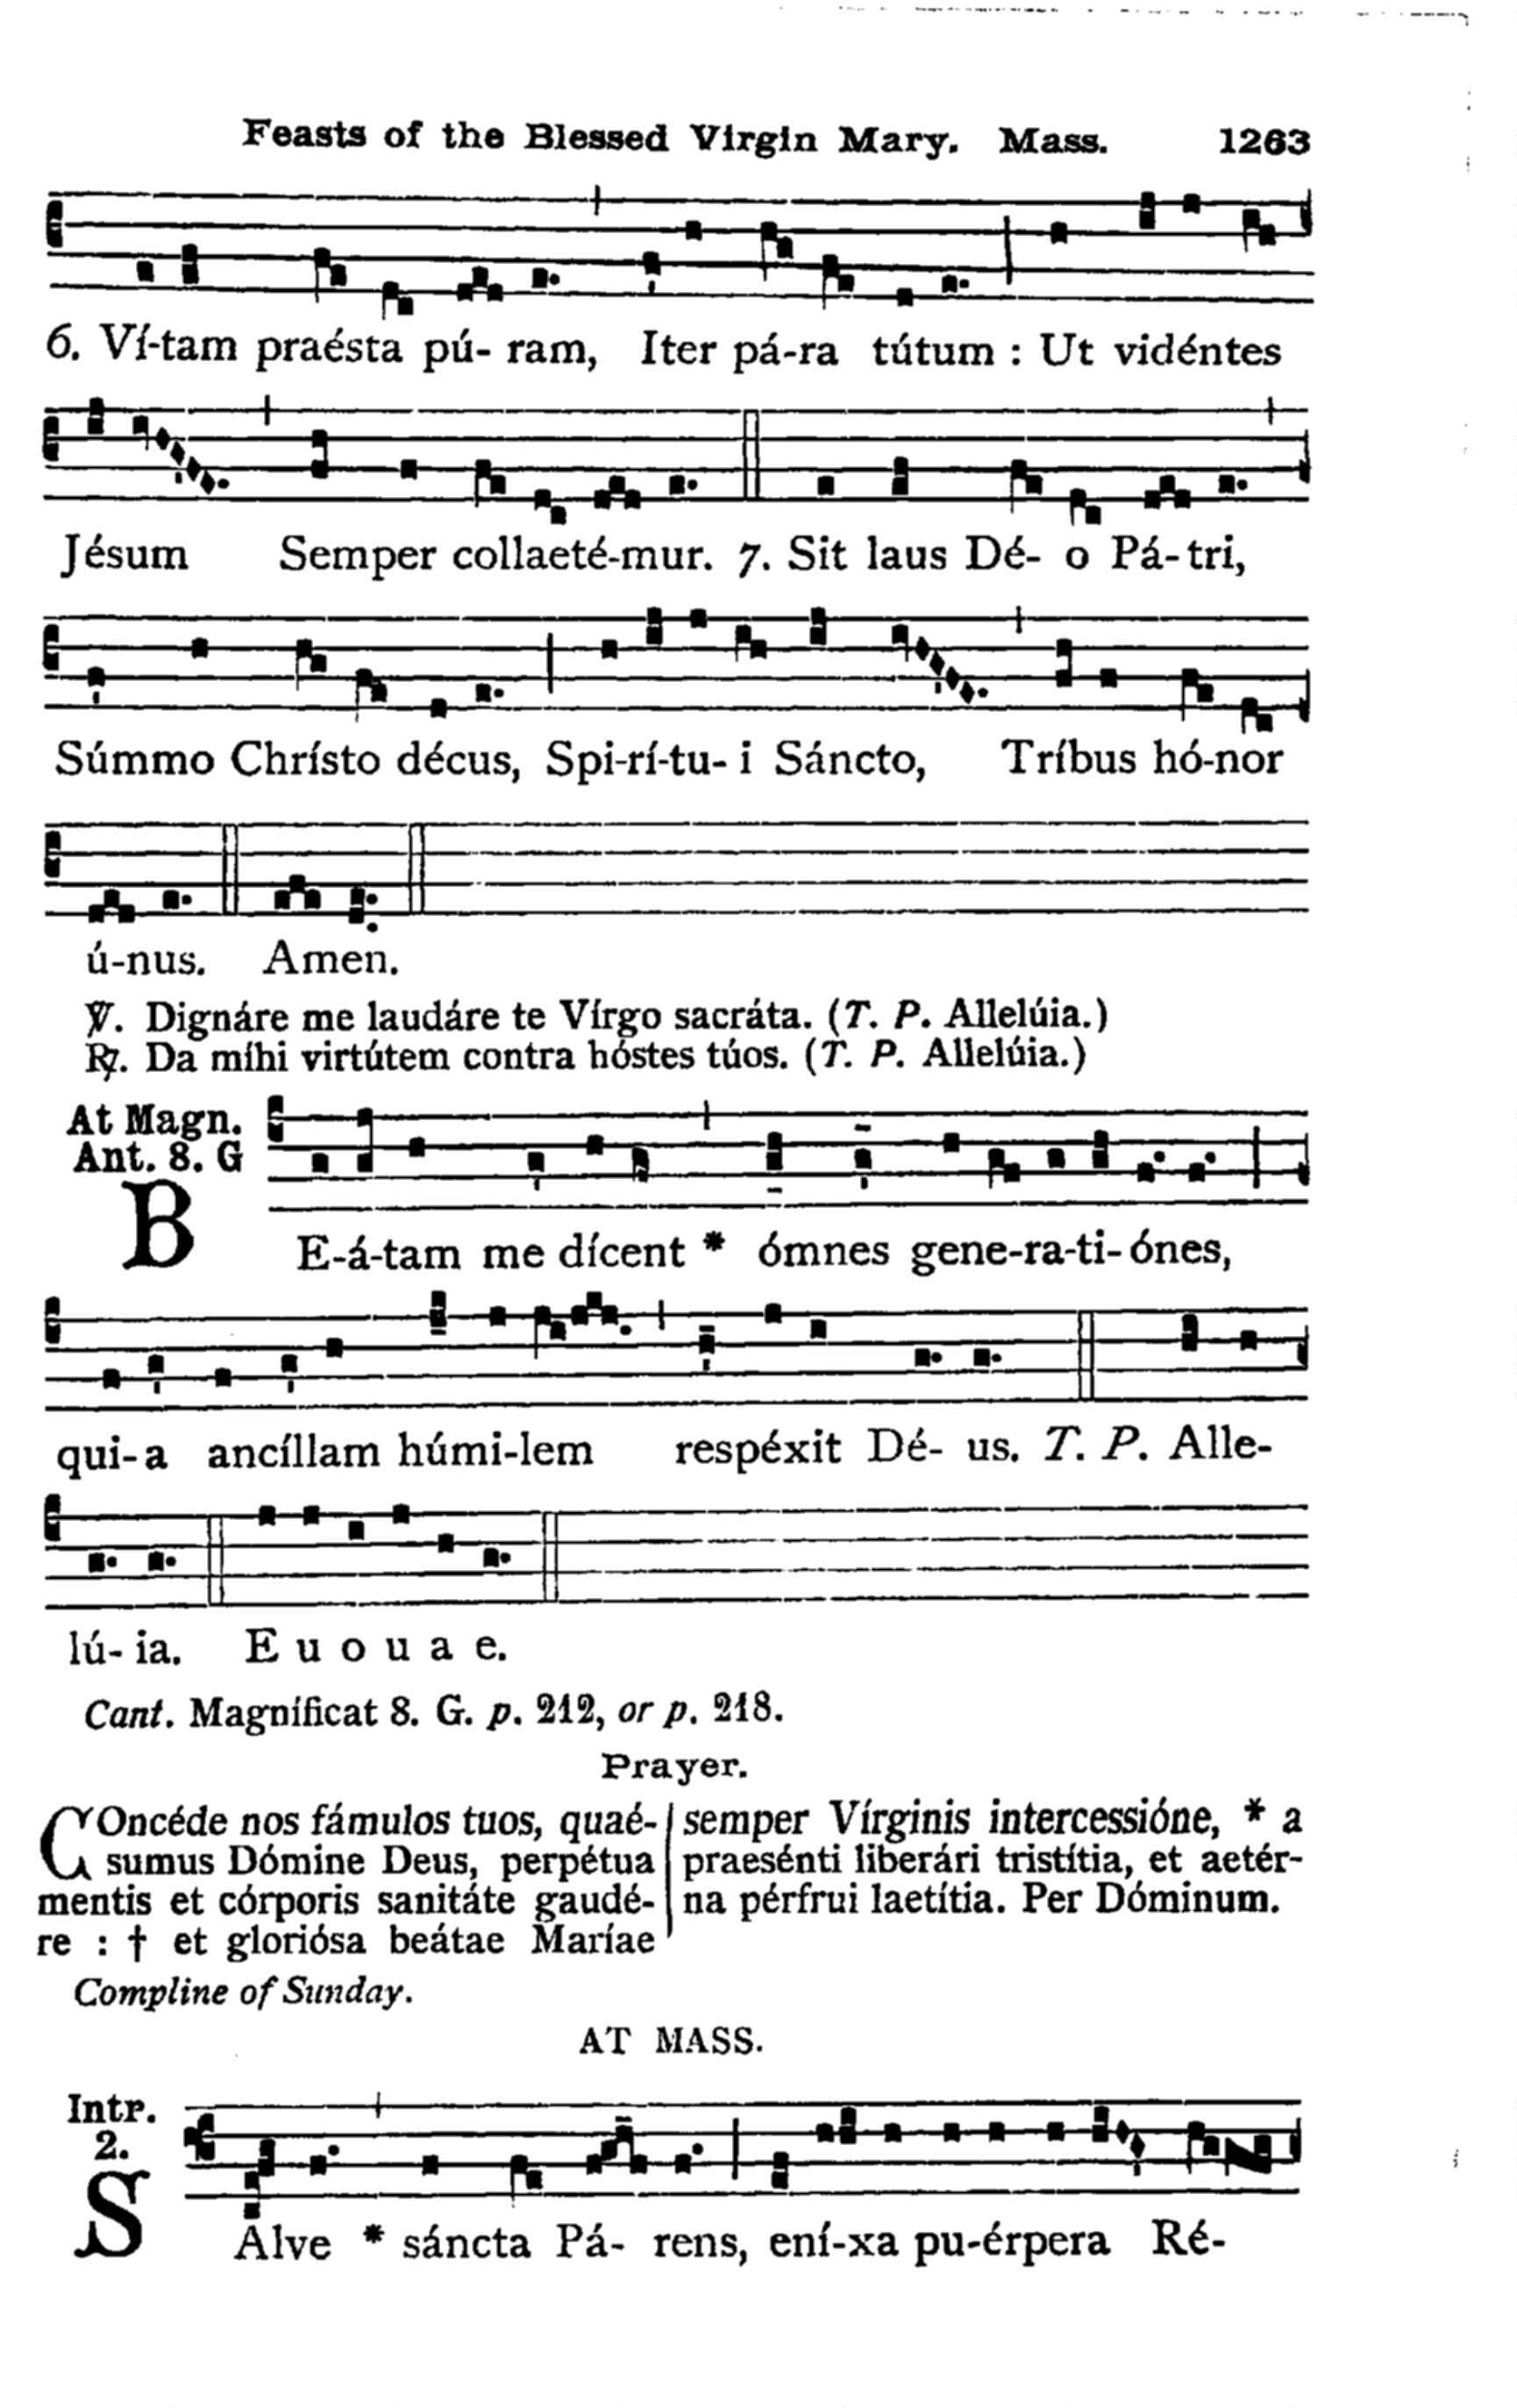 Feasts of the Blessed Virgin Mary. Mass. 1263
6. Ví-tam praésta pú- ram, Iter pá-ra tútum : Ut vidéntes
Jésum Semper collaeté-mur. 7. Sit laus Dé- o Pá-tri,
Súmmo Chrísto décus, Spi-rí-tu- i Sáncto, Tríbus hó-nor
ú-nus. Amen.
℣. Dignáre me laudáre te Vírgo sacráta. (T. P. Allelúia.)
℟. Da míhi virtútem contra hóstes túos. (T. P. Allelúia.)
At Magn.
Ant. 8. G
BE-á-tam me dícent * ómnes gene-ra-ti-ónes,
qui-a ancíllam húmi-lem respéxit Dé- us. T. P. Alle-
lú- ia. E u o u a e.
Cant. Magníficat 8. G. p. 212, or p. 218.
Prayer.
COncéde nos fámulos tuos, quaé-
sumus Dómine Deus, perpétua
mentis et córporis sanitáte gaudé-
re : † et gloriósa beátae Maríae
semper Vírginis intercessióne, * a
praesénti liberári tristítia, et aetér-
na pérfrui laetítia. Per Dóminum.
Compline of Sunday.
AT MASS.
Intr.
2.
SAlve * sáncta Pá- rens, ení-xa pu-érpera Ré-